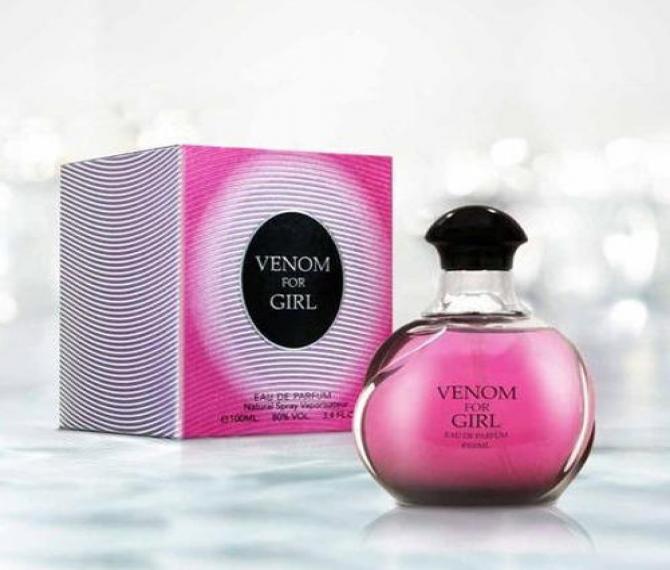 VENOM
FOR
GIRL
EAU DE PARFUM
Natural Spray Vaporisateur
℮100ML. 80% VOL. 3.4 FL.
VENOM
FOR
GIRL
EAU DE PARFUM
℮100ML